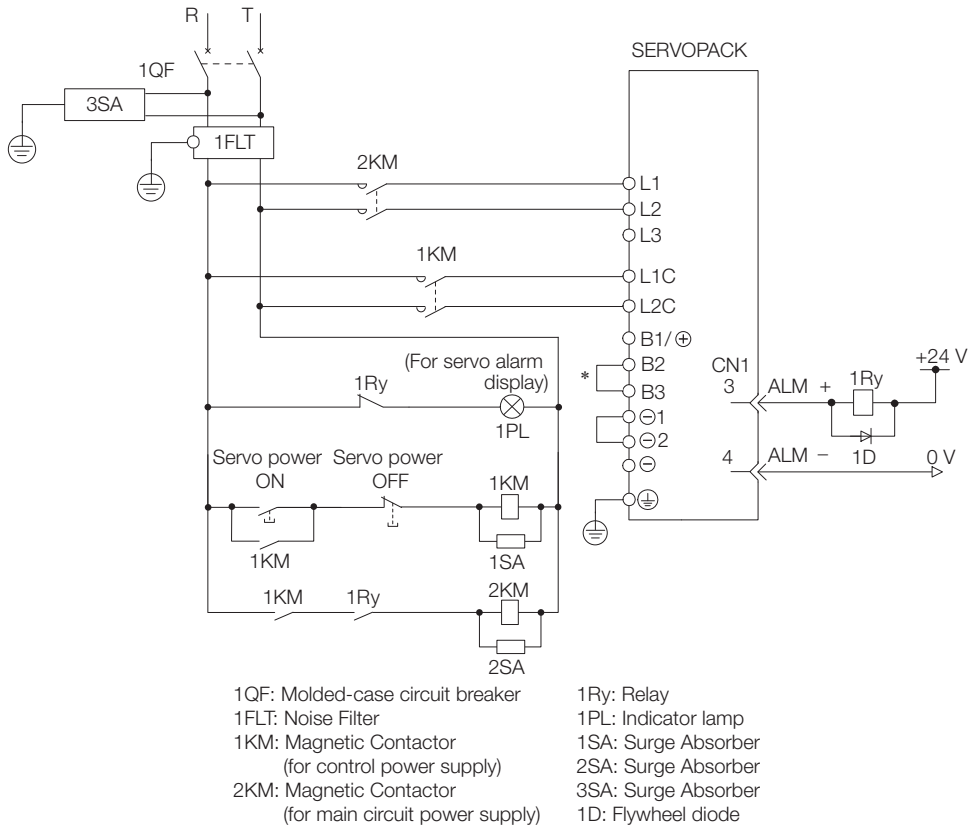 R T
SERVOPACK
1QF
3SA
1FLT
2KM
L1
L2
L3
1KM
L1C
L2C
B1/⊕
(For servo alarm
display)
1Ry
1PL
*
B2
B3
⊖1
⊖2
⊖
CN1
3 ALM +
1Ry
+24 V
1D
4 ALM −
0 V
Servo power
ON
Servo power
OFF
1KM
1KM
1SA
1KM
1Ry
2KM
2SA
1QF: Molded-case circuit breaker
1FLT: Noise Filter
1KM: Magnetic Contactor
(for control power supply)
2KM: Magnetic Contactor
(for main circuit power supply)
1Ry: Relay
1PL: Indicator lamp
1SA: Surge Absorber
2SA: Surge Absorber
3SA: Surge Absorber
1D: Flywheel diode